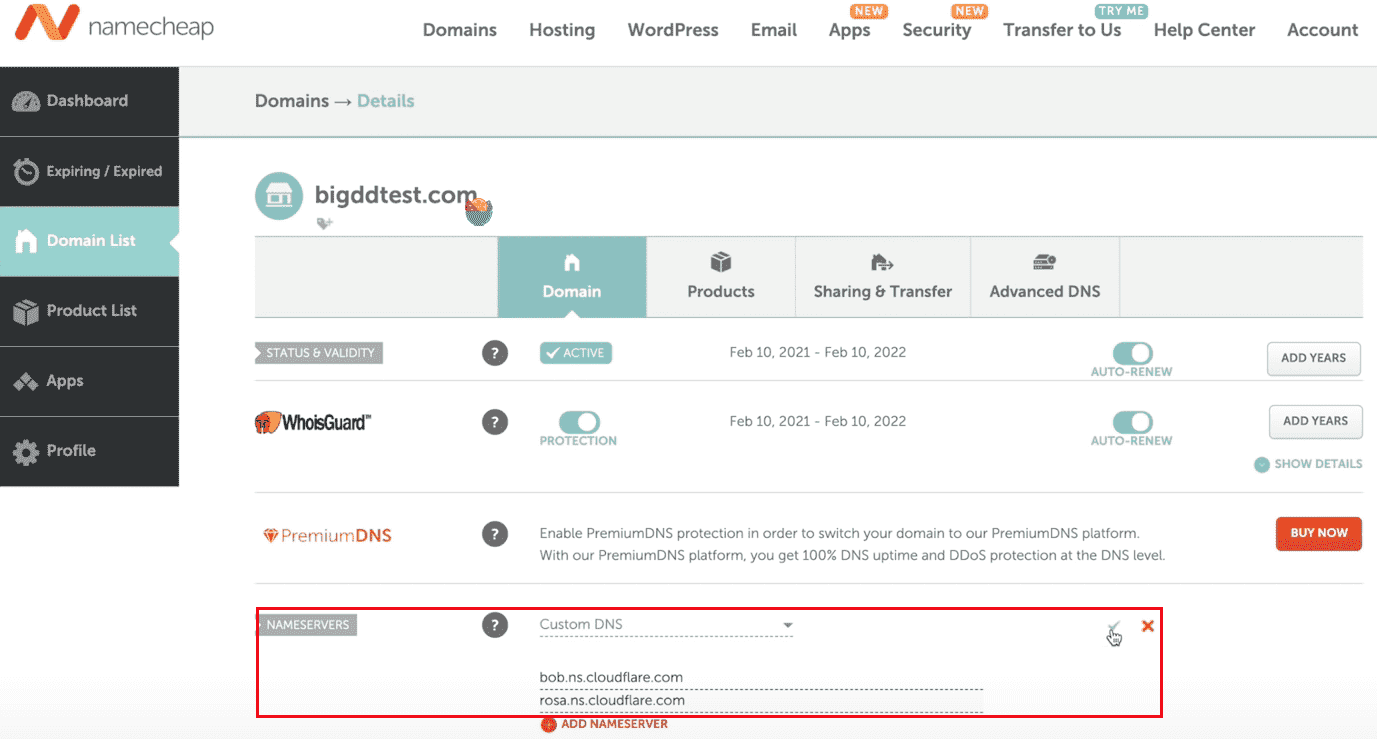 namecheap
NEW
NEW
TRY ME
Domains Hosting WordPress Email Apps Security Transfer to Us Help Center Account
Dashboard
Expiring / Expired
Domain List
Product List
Apps
Profile
Domains → Details
bigddtest.com
Domain
Products
Sharing & Transfer
Advanced DNS
STATUS & VALIDITY ? ACTIVE Feb 10, 2021 - Feb 10, 2022 AUTO-RENEW ADD YEARS
WhoisGuard™ ? PROTECTION Feb 10, 2021 - Feb 10, 2022 AUTO-RENEW ADD YEARS
SHOW DETAILS
PremiumDNS ? Enable PremiumDNS protection in order to switch your domain to our PremiumDNS platform. BUY NOW
With our PremiumDNS platform, you get 100% DNS uptime and DDoS protection at the DNS level.
NAMESERVERS ? Custom DNS
bob.ns.cloudflare.com
rosa.ns.cloudflare.com
ADD NAMESERVER